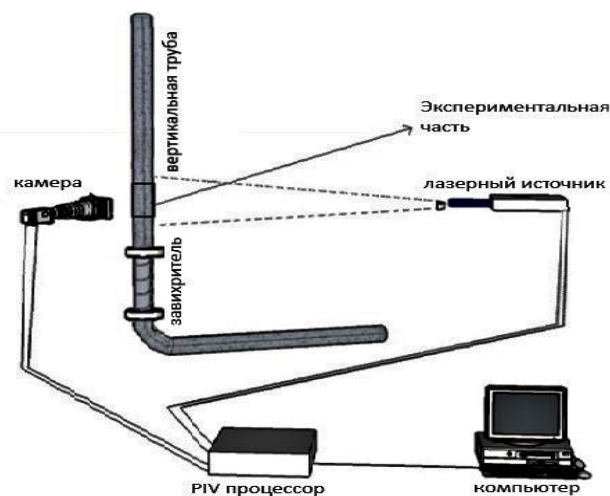 вертикальная труба
Экспериментальная
часть
камера
лазерный источник
завихритель
PIV процессор
компьютер